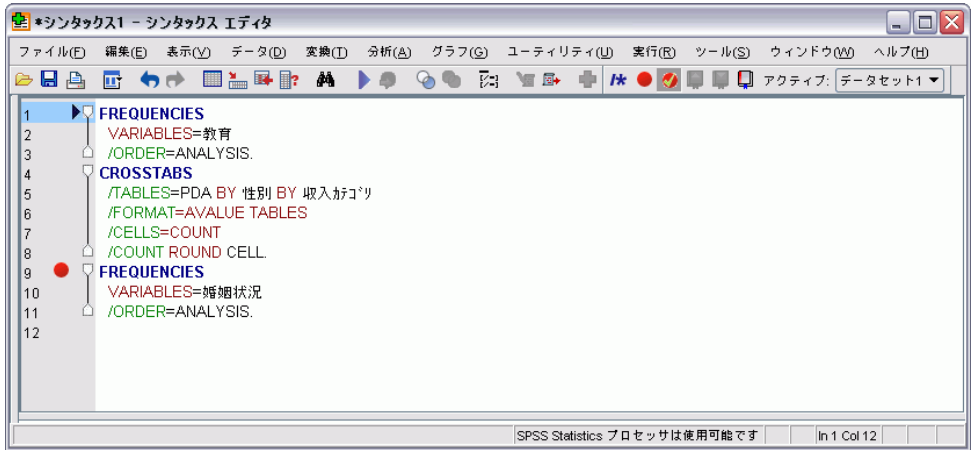 *シンタックス1 - シンタックス エディタ
ファイル(F) 編集(E) 表示(V) データ(D) 変換(T) 分析(A) グラフ(G) ユーティリティ(U) 実行(R) ツール(S) ウィンドウ(W) ヘルプ(H)
アクティブ: データセット1
1 FREQUENCIES
2 VARIABLES=教育
3 /ORDER=ANALYSIS.
4 CROSSTABS
5 /TABLES=PDA BY 性別 BY 収入ｶﾃｺﾞﾘ
6 /FORMAT=AVALUE TABLES
7 /CELLS=COUNT
8 /COUNT ROUND CELL.
9 FREQUENCIES
10 VARIABLES=婚姻状況
11 /ORDER=ANALYSIS.
12
SPSS Statistics プロセッサは使用可能です In 1 Col 12